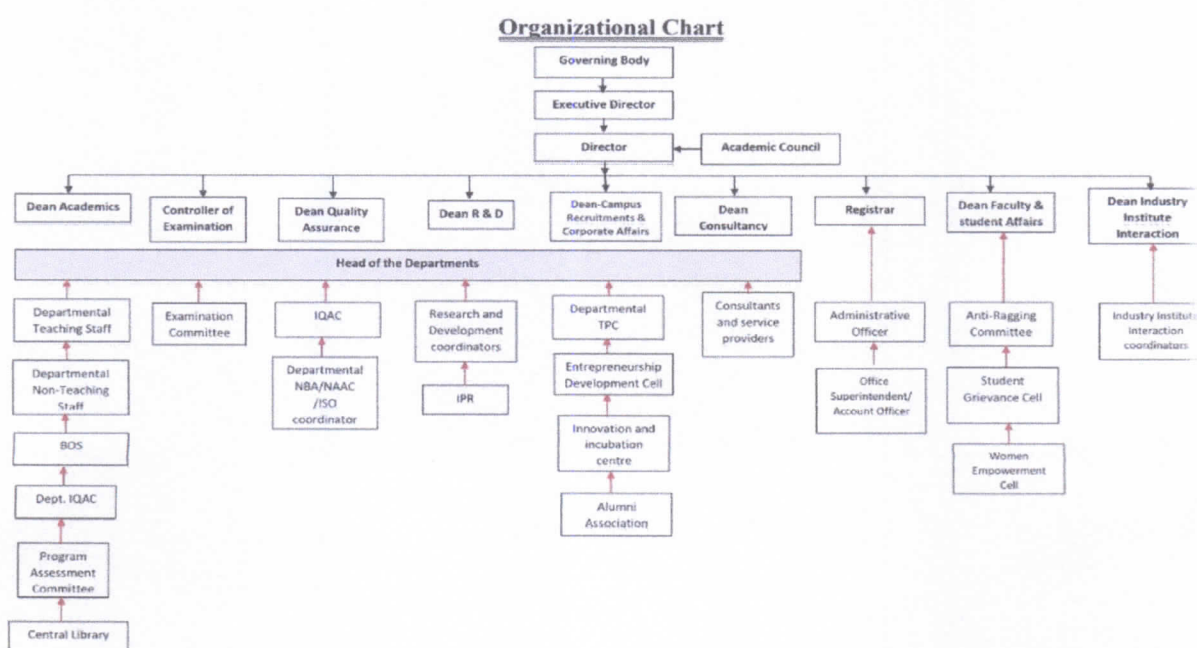 Organizational Chart
Governing Body
Executive Director
Director
Academic Council
Dean Academics
Controller of
Examination
Dean Quality
Assurance
Dean R & D
Dean-Campus
Recruitments &
Corporate Affairs
Dean
Consultancy
Registrar
Dean Faculty &
student Affairs
Dean Industry
Institute
Interaction
Head of the Departments
Departmental
Teaching Staff
Departmental
Non-Teaching
Staff
BOS
Dept. IQAC
Program
Assessment
Committee
Central Library
Examination
Committee
IQAC
Departmental
NBA/NAAC
/ISO
coordinator
Research and
Development
coordinators
IPR
Departmental
TPC
Entrepreneurship
Development Cell
Innovation and
incubation
centre
Alumni
Association
Consultants
and service
providers
Administrative
Officer
Office
Superintendent/
Account Officer
Anti-Ragging
Committee
Student
Grievance Cell
Women
Empowerment
Cell
Industry Institute
Interaction
coordinators